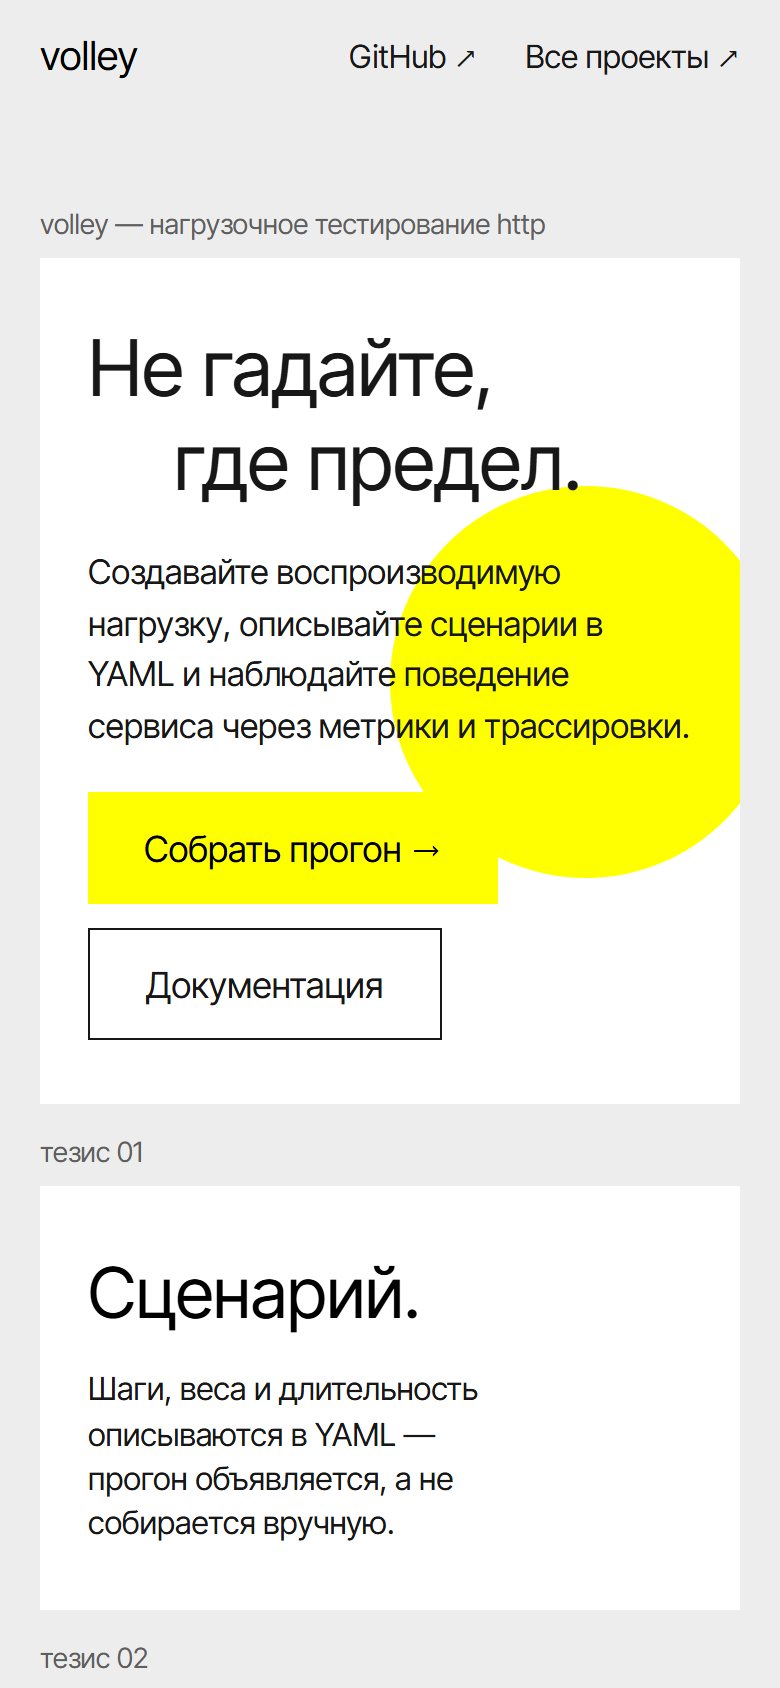 volley
GitHub ↗
Все проекты ↗
volley — нагрузочное тестирование http
Не гадайте,
где предел.
Создавайте воспроизводимую
нагрузку, описывайте сценарии в
YAML и наблюдайте поведение
сервиса через метрики и трассировки.
Собрать прогон →
Документация
тезис 01
Сценарий.
Шаги, веса и длительность
описываются в YAML —
прогон объявляется, а не
собирается вручную.
тезис 02